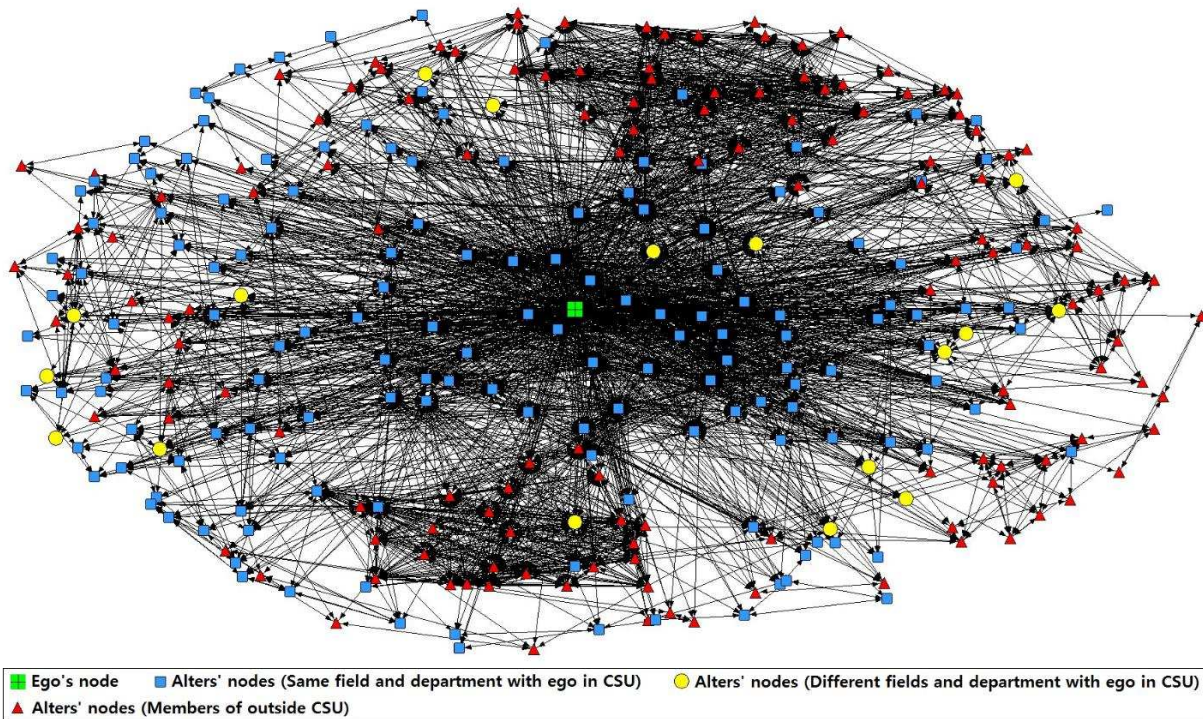 Ego's node Alters' nodes (Same field and department with ego in CSU) Alters' nodes (Different fields and department with ego in CSU)
Alters' nodes (Members of outside CSU)